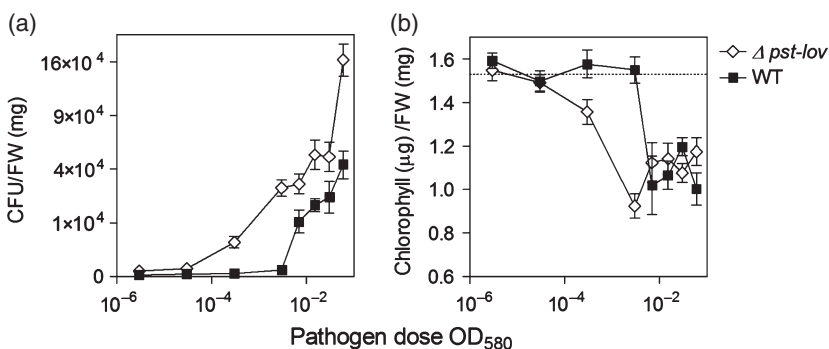 (a)
CFU/FW (mg)
16×10⁴
9×10⁴
4×10⁴
1×10⁴
0
10⁻⁶
10⁻⁴
10⁻²
(b)
Chlorophyll (μg) /FW (mg)
1.6
1.4
1.2
1.0
0.8
0.6
10⁻⁶
10⁻⁴
10⁻²
Δ pst-lov
WT
Pathogen dose OD₅₈₀